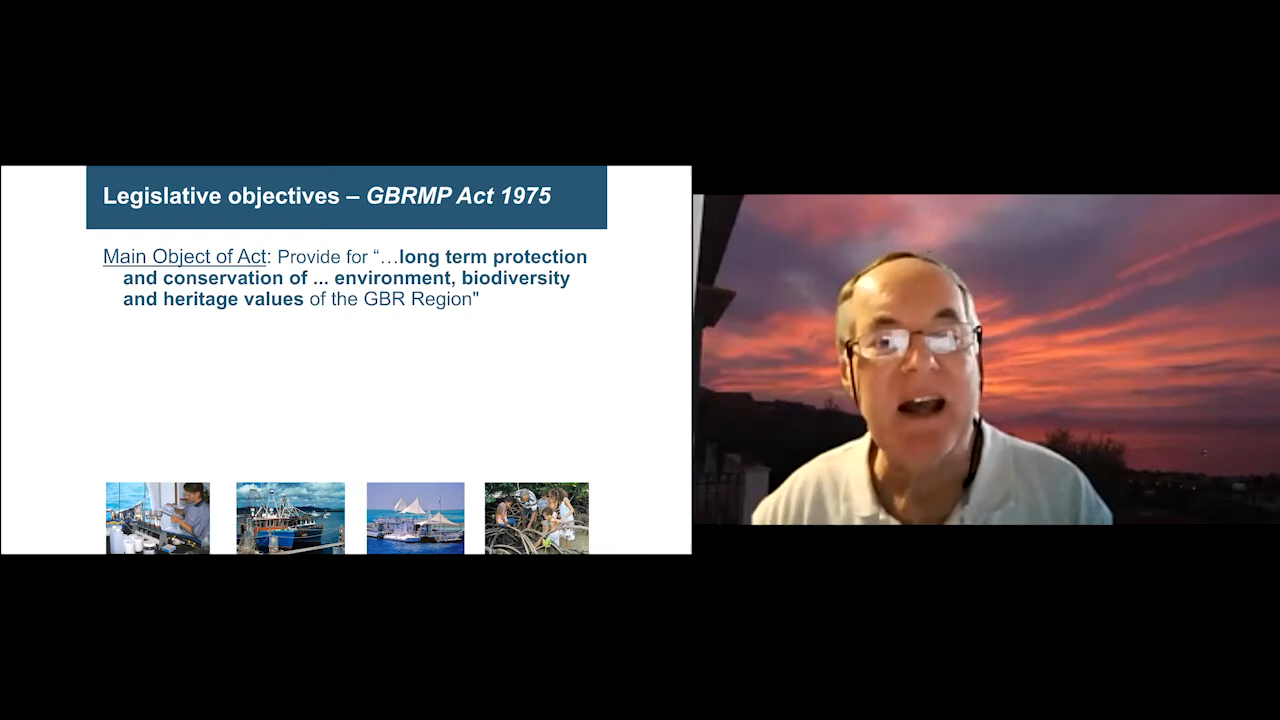 Legislative objectives – GBRMP Act 1975
Main Object of Act: Provide for “…long term protection
and conservation of ... environment, biodiversity
and heritage values of the GBR Region"